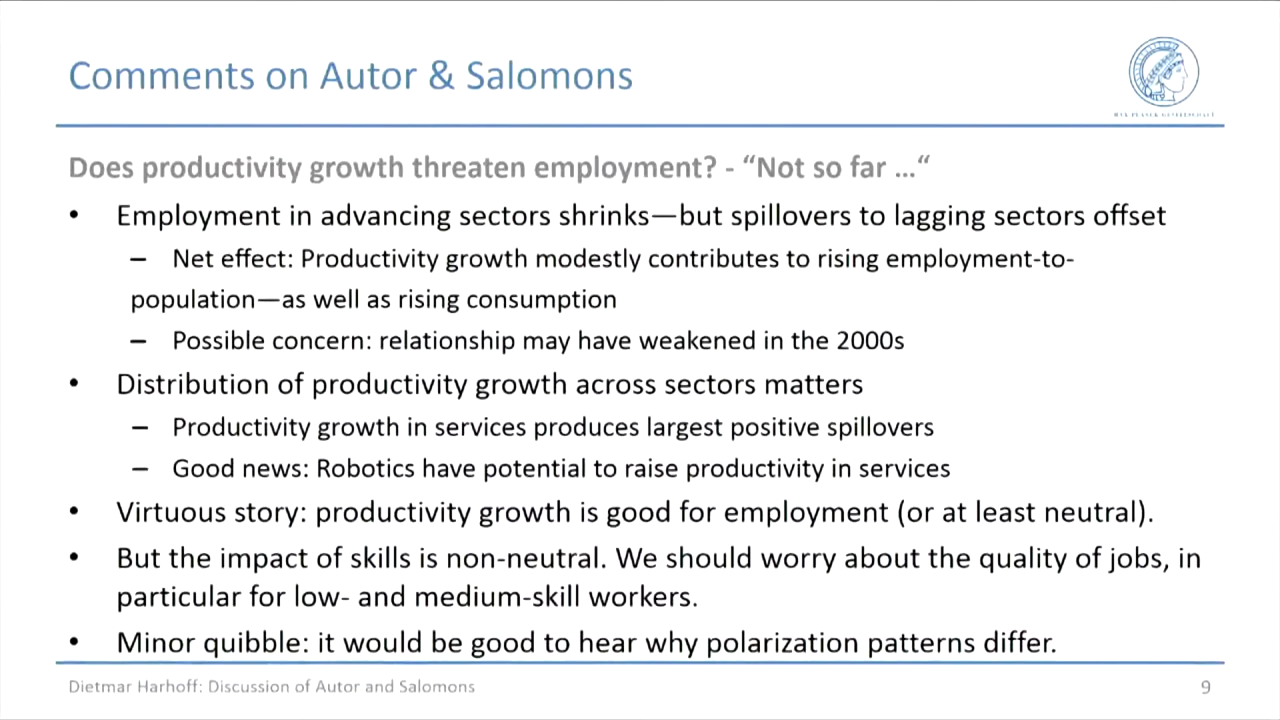 Comments on Autor & Salomons
MAX PLANCK GESELLSCHAFT
Does productivity growth threaten employment? - “Not so far …“
• Employment in advancing sectors shrinks—but spillovers to lagging sectors offset
– Net effect: Productivity growth modestly contributes to rising employment-to-
population—as well as rising consumption
– Possible concern: relationship may have weakened in the 2000s
• Distribution of productivity growth across sectors matters
– Productivity growth in services produces largest positive spillovers
– Good news: Robotics have potential to raise productivity in services
• Virtuous story: productivity growth is good for employment (or at least neutral).
• But the impact of skills is non-neutral. We should worry about the quality of jobs, in
particular for low- and medium-skill workers.
• Minor quibble: it would be good to hear why polarization patterns differ.
Dietmar Harhoff: Discussion of Autor and Salomons
9